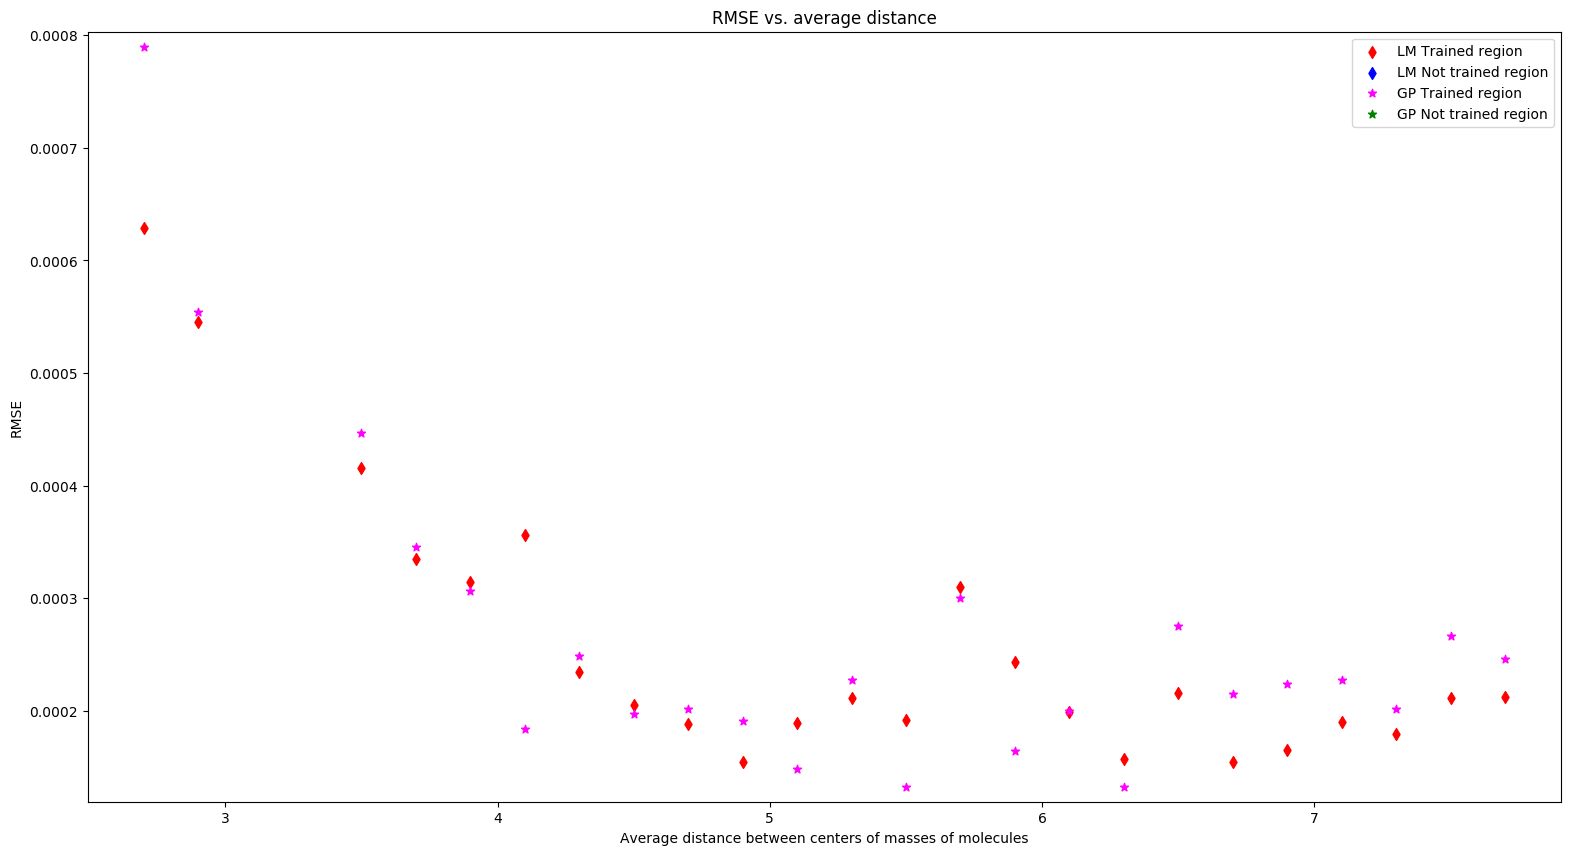 RMSE vs. average distance
0.0008
0.0007
0.0006
0.0005
0.0004
0.0003
0.0002
RMSE
LM Trained region
LM Not trained region
GP Trained region
GP Not trained region
3
4
5
6
7
Average distance between centers of masses of molecules